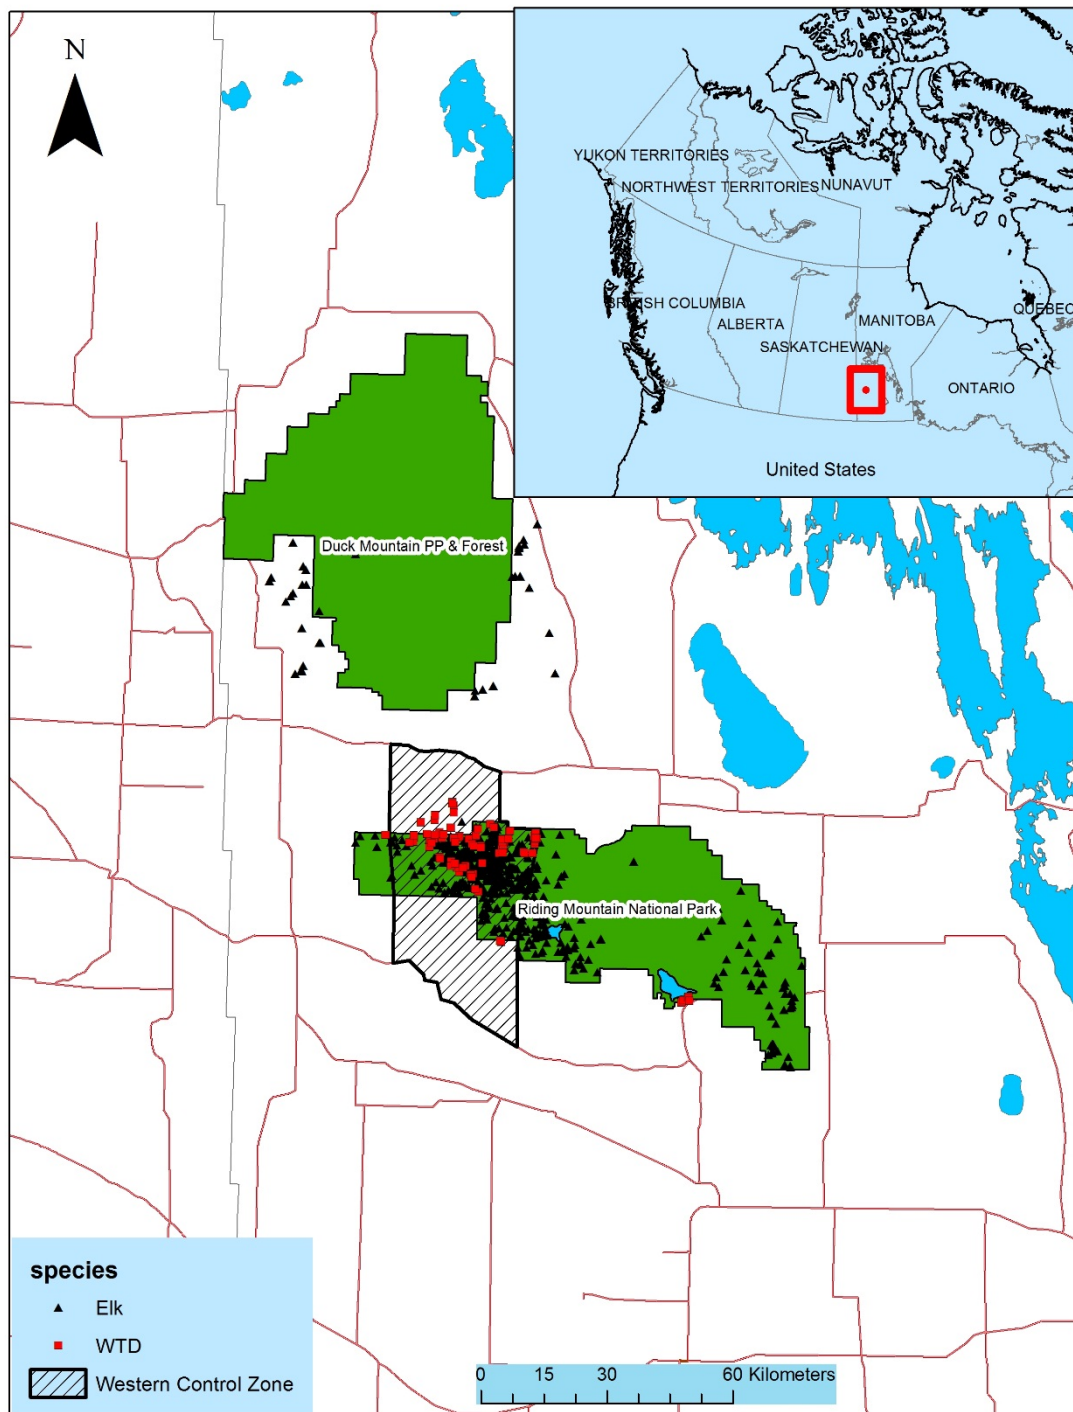 N
YUKON TERRITORIES
NORTHWEST TERRITORIES
NUNAVUT
BRITISH COLUMBIA
ALBERTA
SASKATCHEWAN
MANITOBA
QUEBEC
ONTARIO
United States
Duck Mountain PP & Forest
Riding Mountain National Park
species
Elk
WTD
Western Control Zone
0 15 30 60 Kilometers